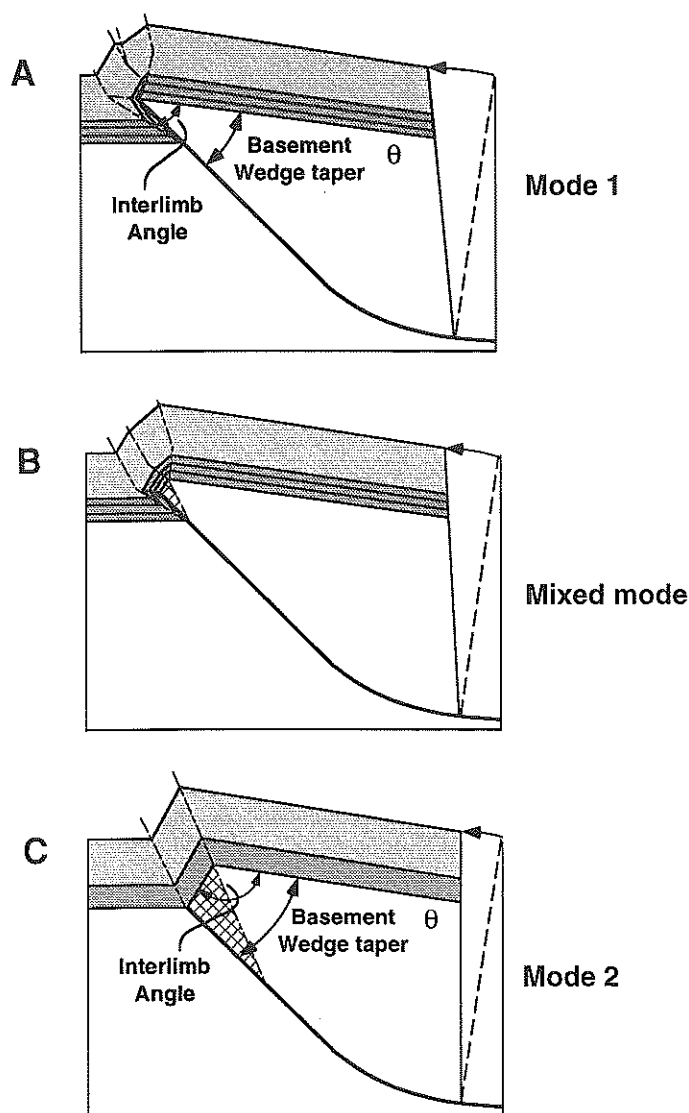 A
Basement
Wedge taper
θ
Interlimb
Angle
Mode 1
B
Mixed mode
C
Basement
Wedge taper
θ
Interlimb
Angle
Mode 2